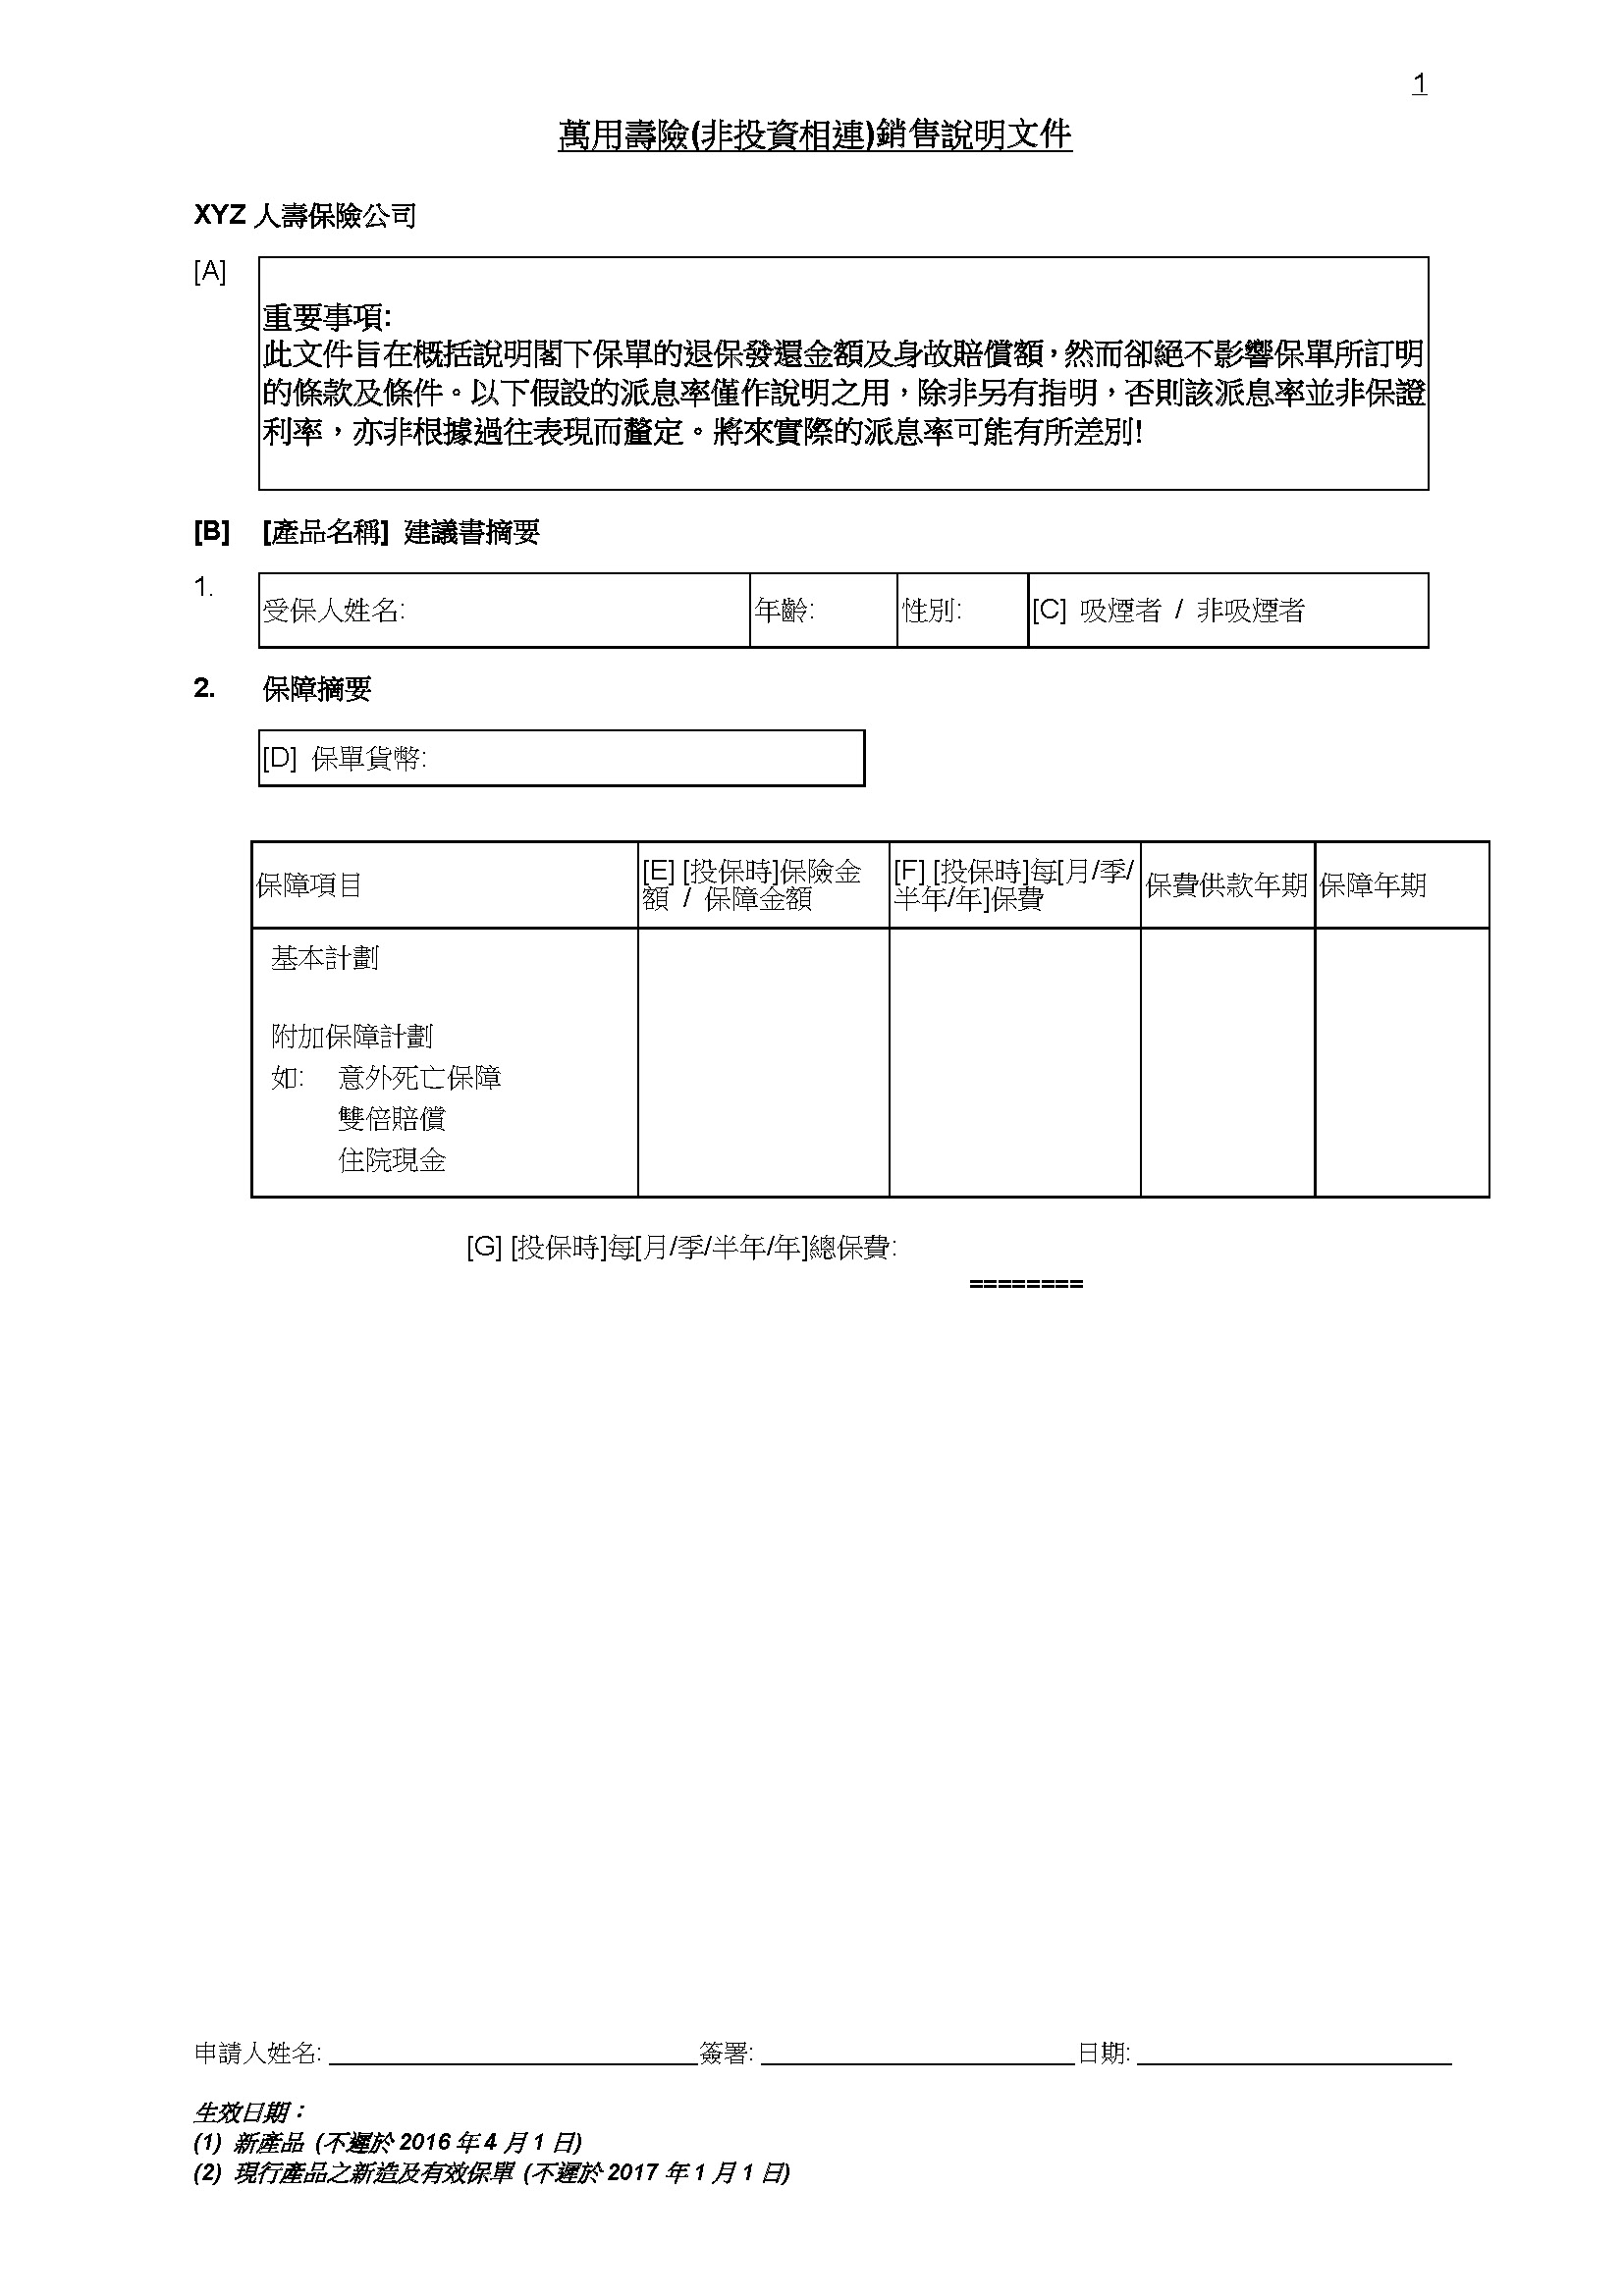 1
萬用壽險(非投資相連)銷售說明文件
XYZ 人壽保險公司
[A]
重要事項:
此文件旨在概括說明閣下保單的退保發還金額及身故賠償額，然而卻絕不影響保單所訂明
的條款及條件。以下假設的派息率僅作說明之用，除非另有指明，否則該派息率並非保證
利率，亦非根據過往表現而釐定。將來實際的派息率可能有所差別!
[B] [產品名稱] 建議書摘要
1. 受保人姓名: 年齡: 性別: [C] 吸煙者 / 非吸煙者
2. 保障摘要
[D] 保單貨幣:
保障項目 [E] [投保時]保險金額 / 保障金額 [F] [投保時]每[月/季/半年/年]保費 保費供款年期 保障年期
基本計劃
附加保障計劃
如: 意外死亡保障
雙倍賠償
住院現金
[G] [投保時]每[月/季/半年/年]總保費:
========
申請人姓名: 簽署: 日期:
生效日期：
(1) 新產品 (不遲於 2016 年 4 月 1 日)
(2) 現行產品之新造及有效保單 (不遲於 2017 年 1 月 1 日)